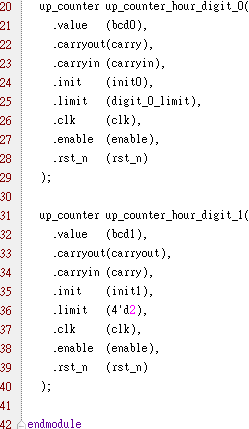 20 up_counter up_counter_hour_digit_0(
21 .value (bcd0),
22 .carryout(carry),
23 .carryin (carryin),
24 .init (init0),
25 .limit (digit_0_limit),
26 .clk (clk),
27 .enable (enable),
28 .rst_n (rst_n)
29 );
30
31 up_counter up_counter_hour_digit_1(
32 .value (bcd1),
33 .carryout(carryout),
34 .carryin (carry),
35 .init (init1),
36 .limit (4'd2),
37 .clk (clk),
38 .enable (enable),
39 .rst_n (rst_n)
40 );
41
42 endmodule